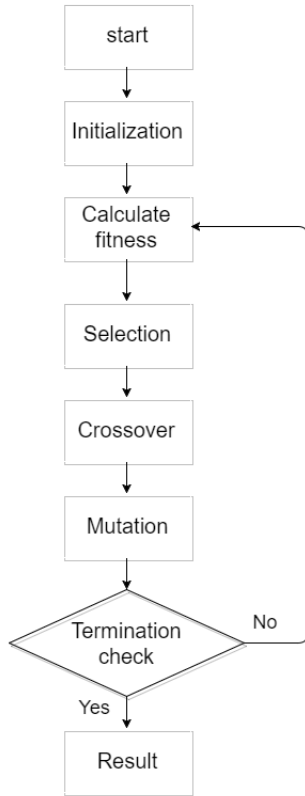 start
Initialization
Calculate
fitness
Selection
Crossover
Mutation
Termination
check
No
Yes
Result